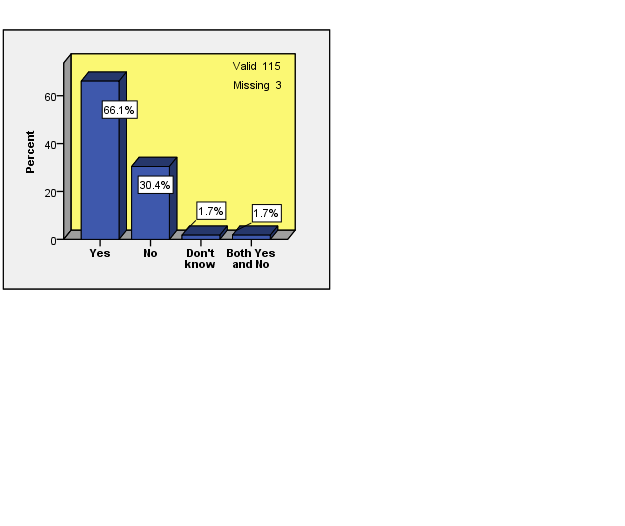 Valid 115
Missing 3
Percent
60
40
20
0
66.1%
30.4%
1.7%
1.7%
Yes
No
Don't
know
Both Yes
and No